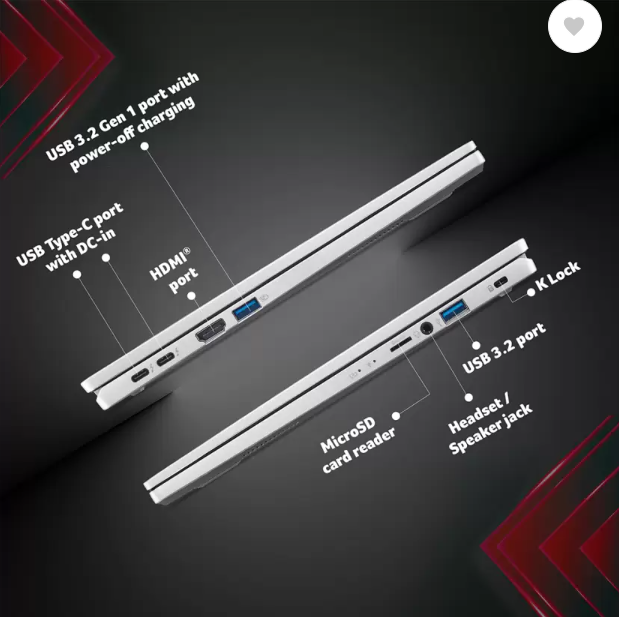 USB 3.2 Gen 1 port with
power-off charging
USB Type-C port
with DC-in
HDMI®
port
K Lock
USB 3.2 port
Headset /
Speaker jack
MicroSD
card reader